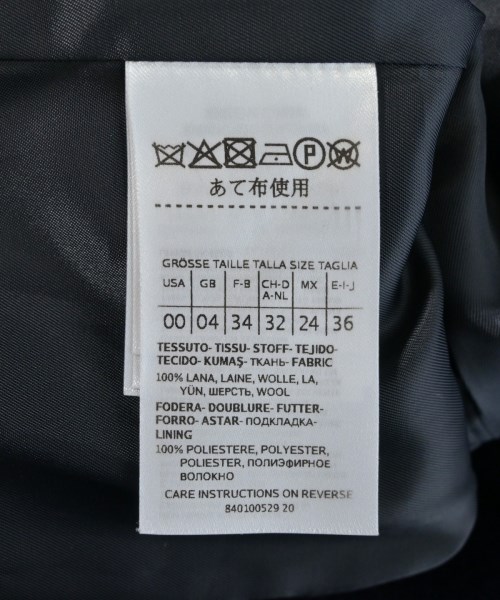 P W
あて布使用
GRÖSSE TAILLE TALLA SIZE TAGLIA
USA GB F-B CH-D A-NL MX E-I-J
00 04 34 32 24 36
TESSUTO- TISSU- STOFF- TEJIDO-
TECIDO- KUMAŞ- ТКАНЬ- FABRIC
100% LANA, LAINE, WOLLE, LA,
YÜN, ШЕРСТЬ, WOOL
FODERA- DOUBLURE- FUTTER-
FORRO- ASTAR- ПОДКЛАДКА-
LINING
100% POLIESTERE, POLYESTER,
POLIESTER, ПОЛИЭФИРНОЕ
ВОЛОКНО
CARE INSTRUCTIONS ON REVERSE
840100529 20